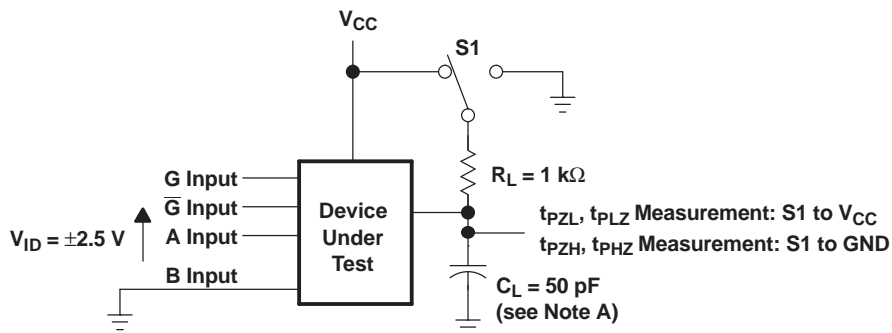 VCC
S1
G Input
G̅ Input
A Input
B Input
VID = ±2.5 V
Device
Under
Test
RL = 1 kΩ
tPZL, tPLZ Measurement: S1 to VCC
tPZH, tPHZ Measurement: S1 to GND
CL = 50 pF
(see Note A)